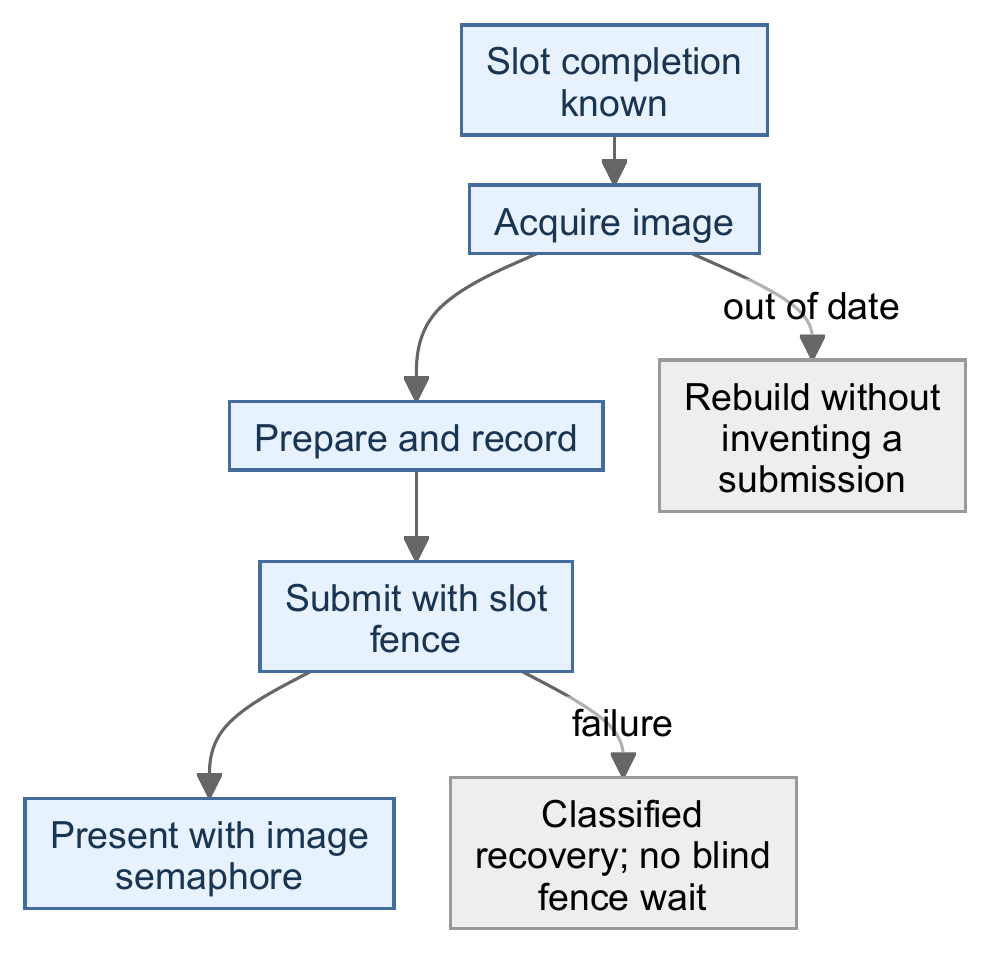 Slot completion
known
Acquire image
out of date
Rebuild without
inventing a
submission
Prepare and record
Submit with slot
fence
failure
Present with image
semaphore
Classified
recovery; no blind
fence wait